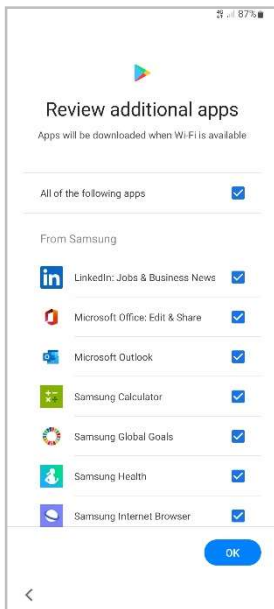 87%
Review additional apps
Apps will be downloaded when Wi-Fi is available
All of the following apps
From Samsung
LinkedIn: Jobs & Business News
Microsoft Office: Edit & Share
Microsoft Outlook
Samsung Calculator
Samsung Global Goals
Samsung Health
Samsung Internet Browser
OK